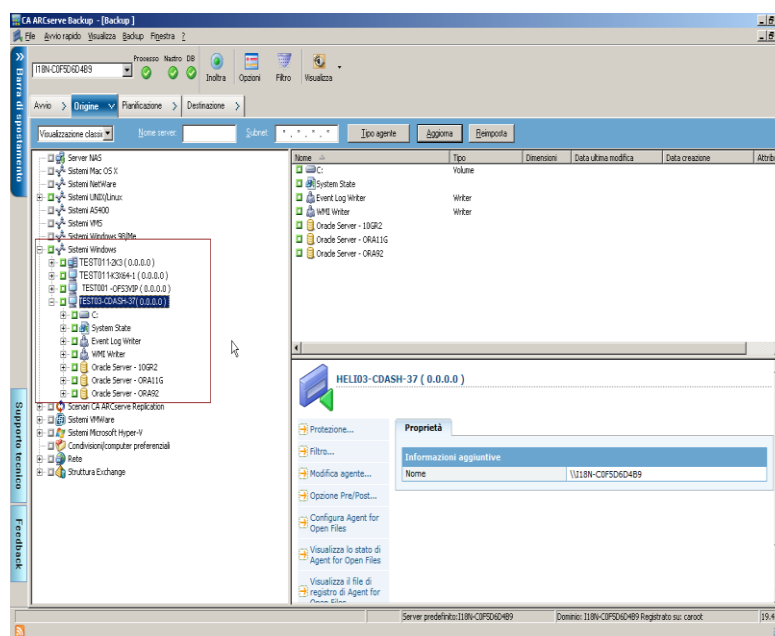 CA ARCserve Backup - [Backup ]
File Avvio rapido Visualizza Backup Finestra ?
I18N-C0F5D6D4B9
Processo Nastro DB
Inoltra Opzioni Filtro Visualizza
Avvio > Origine Pianificazione > Destinazione >
Visualizzazione classic Nome server: Subnet: * . * . * . * Tipo agente Aggiorna Reimposta
Barra di spostamento
Supporto tecnico
Feedback
Server NAS
Sistemi Mac OS X
Sistemi NetWare
Sistemi UNIX/Linux
Sistemi AS400
Sistemi VMS
Sistemi Windows 98/Me
Sistemi Windows
TEST011-2K3 ( 0.0.0.0 )
TEST011-K3X64-1 ( 0.0.0.0 )
TEST001 -OFS3VIP ( 0.0.0.0 )
TEST03-CDASH-37( 0.0.0.0 )
C:
System State
Event Log Writer
WMI Writer
Oracle Server - 10GR2
Oracle Server - ORA11G
Oracle Server - ORA92
Scenari CA ARCserve Replication
Sistemi VMWare
Sistemi Microsoft Hyper-V
Condivisioni/computer preferenziali
Rete
Struttura Exchange
Nome Tipo Dimensioni Data ultima modifica Data creazione Attrib
C: Volume
System State
Event Log Writer Writer
WMI Writer Writer
Oracle Server - 10GR2
Oracle Server - ORA11G
Oracle Server - ORA92
HELI03-CDASH-37 ( 0.0.0.0 )
Protezione...
Filtro...
Modifica agente...
Opzione Pre/Post...
Configura Agent for
Open Files
Visualizza lo stato di
Agent for Open Files
Visualizza il file di
registro di Agent for
Open Files
Proprietà
Informazioni aggiuntive
Nome \\I18N-C0F5D6D4B9
Server predefinito:I18N-C0F5D6D4B9 Dominio: I18N-C0F5D6D4B9 Registrato su: caroot 19.4